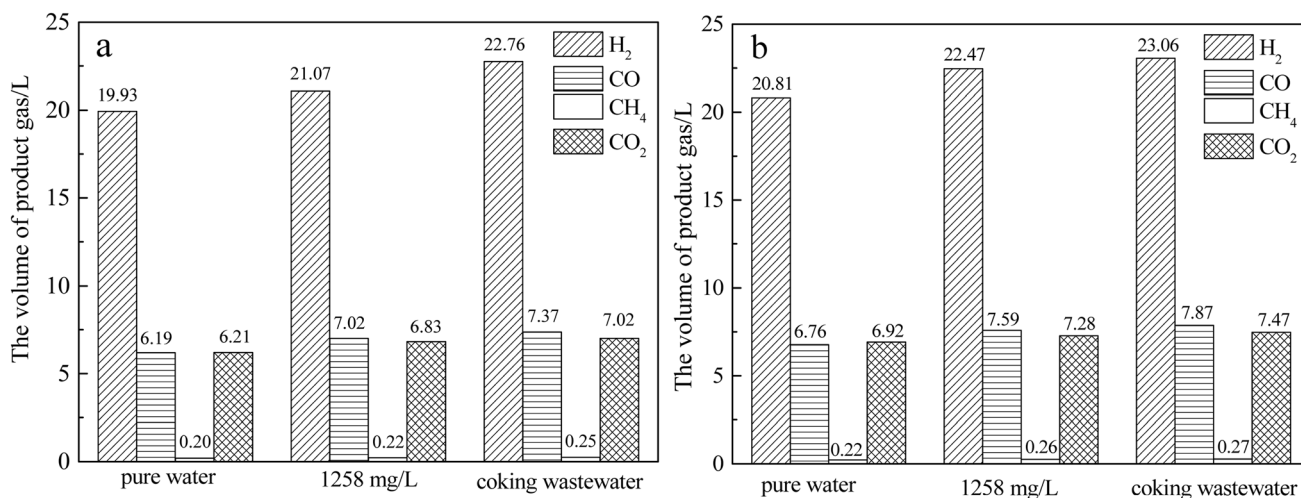 a
The volume of product gas/L
25
20
15
10
5
0
19.93
6.19
0.20
6.21
21.07
7.02
0.22
6.83
22.76
7.37
0.25
7.02
H2
CO
CH4
CO2
pure water
1258 mg/L
coking wastewater
b
The volume of product gas/L
25
20
15
10
5
0
20.81
6.76
0.22
6.92
22.47
7.59
0.26
7.28
23.06
7.87
0.27
7.47
H2
CO
CH4
CO2
pure water
1258 mg/L
coking wastewater